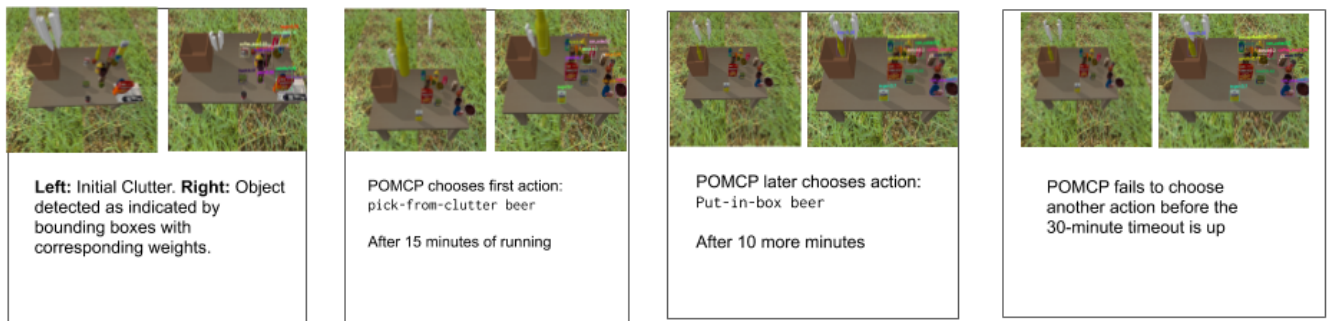 Left: Initial Clutter. Right: Object
detected as indicated by
bounding boxes with
corresponding weights.
POMCP chooses first action:
pick-from-clutter beer
After 15 minutes of running
POMCP later chooses action:
Put-in-box beer
After 10 more minutes
POMCP fails to choose
another action before the
30-minute timeout is up